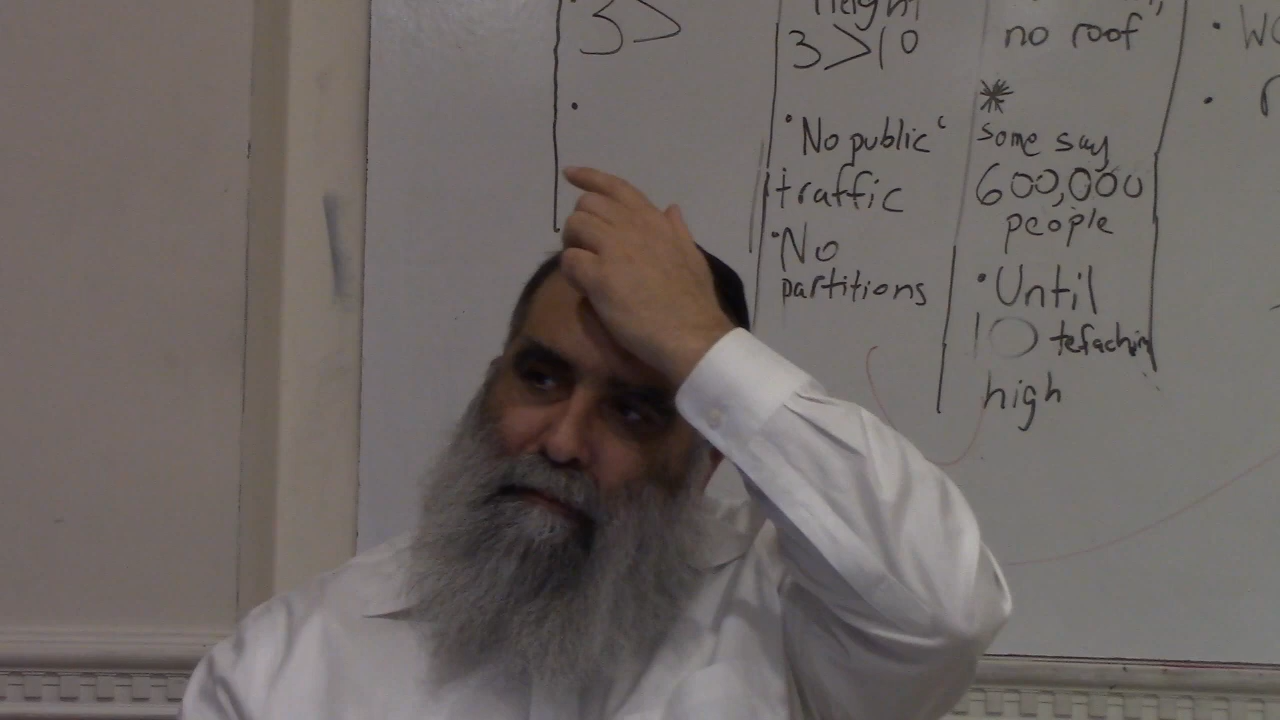 3>
height
3>10
• No public
traffic
• No
partitions
no roof
*
some say
600,000
people
• Until
10 tefachim
high